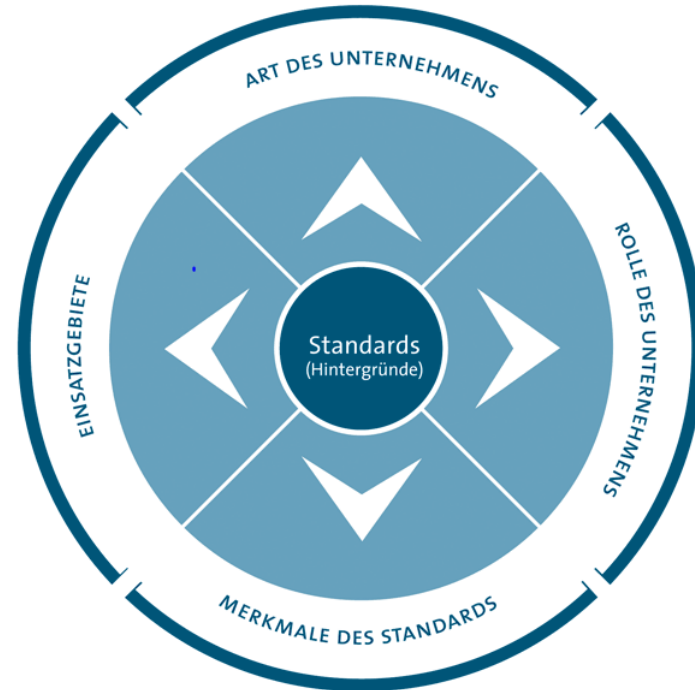 ART DES UNTERNEHMENS
EINSATZGEBIETE
Standards
(Hintergründe)
ROLLE DES UNTERNEHMENS
MERKMALE DES STANDARDS